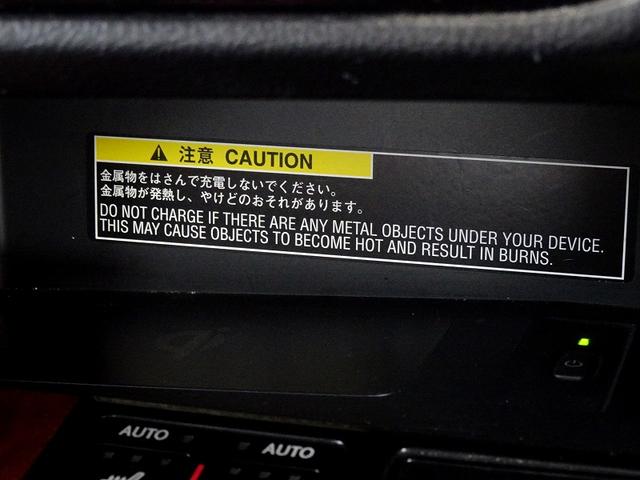 注意 CAUTION
金属物をはさんで充電しないでください。
金属物が発熱し、やけどのおそれがあります。
DO NOT CHARGE IF THERE ARE ANY METAL OBJECTS UNDER YOUR DEVICE.
THIS MAY CAUSE OBJECTS TO BECOME HOT AND RESULT IN BURNS.
qi
AUTO
AUTO